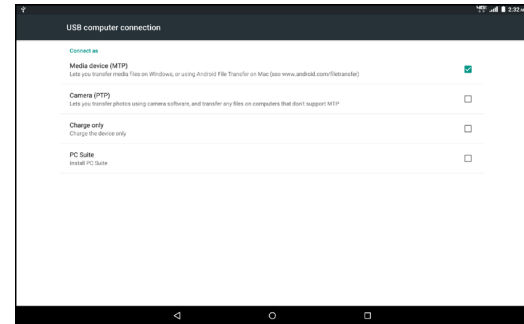 2:32
USB computer connection
Connect as
Media device (MTP)
Lets you transfer media files on Windows, or using Android File Transfer on Mac (see www.android.com/filetransfer)
Camera (PTP)
Lets you transfer photos using camera software, and transfer any files on computers that don't support MTP
Charge only
Charge the device only
PC Suite
Install PC Suite